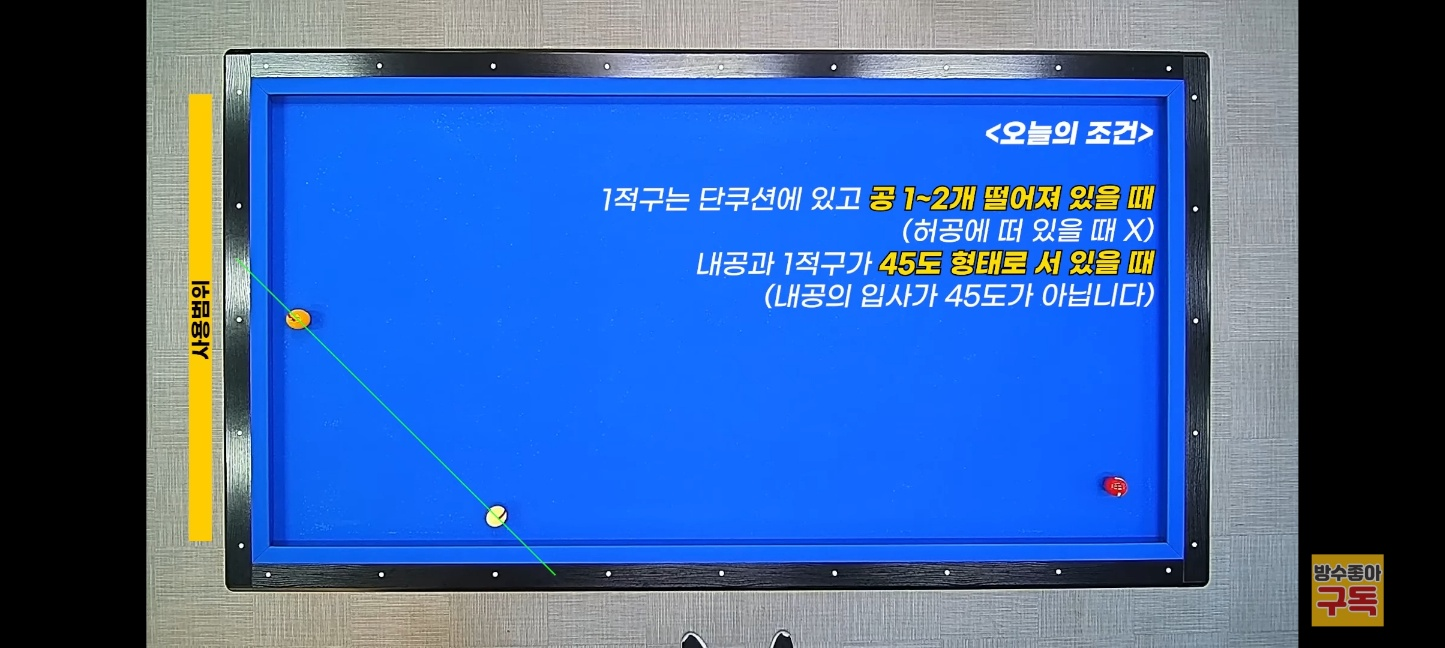 <오늘의 조건>
1적구는 단쿠션에 있고 공 1~2개 떨어져 있을 때
(허공에 떠 있을 때 X)
내공과 1적구가 45도 형태로 서 있을 때
(내공의 입사가 45도가 아닙니다)
사용범위
방수좋아
구독